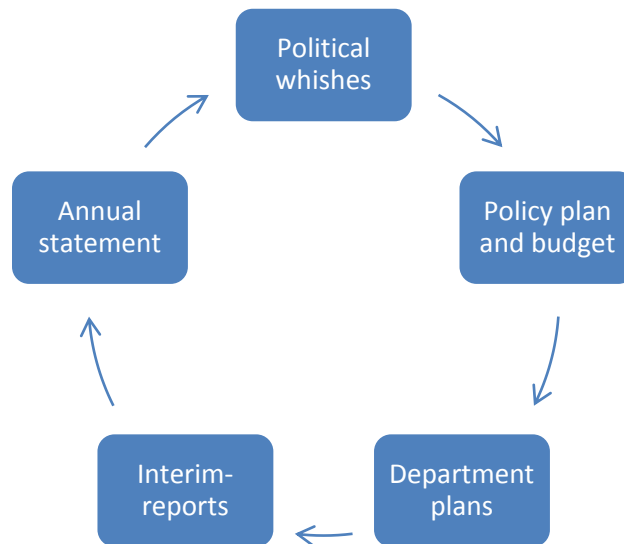 Political
whishes
Policy plan
and budget
Department
plans
Interim-
reports
Annual
statement